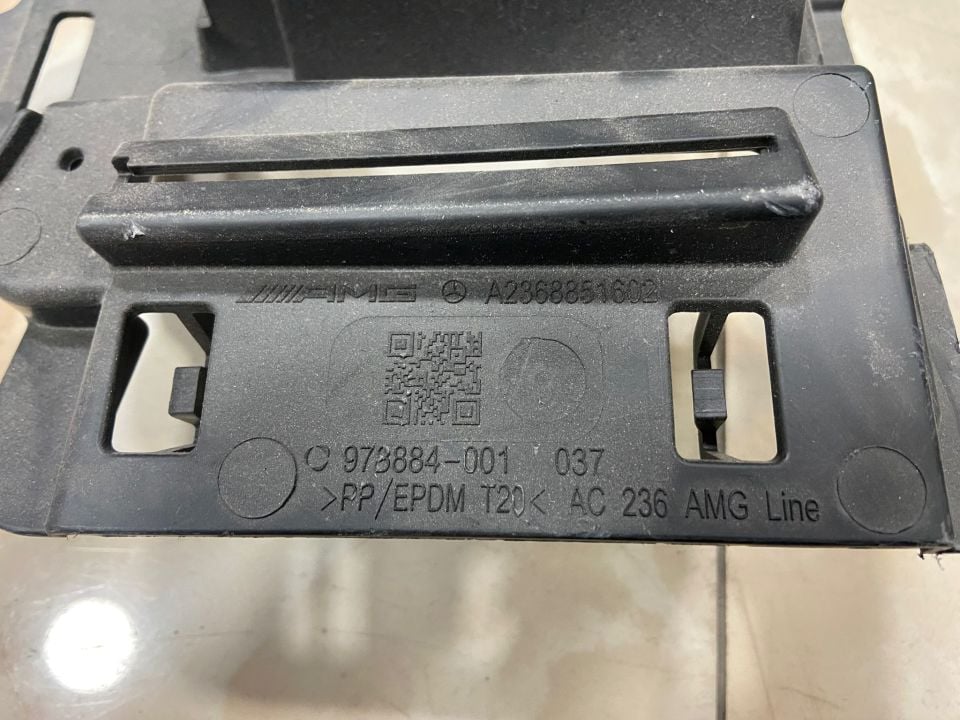 AMG A2368851602
973884-001 037
>PP/EPDM T20< AC 236 AMG Line